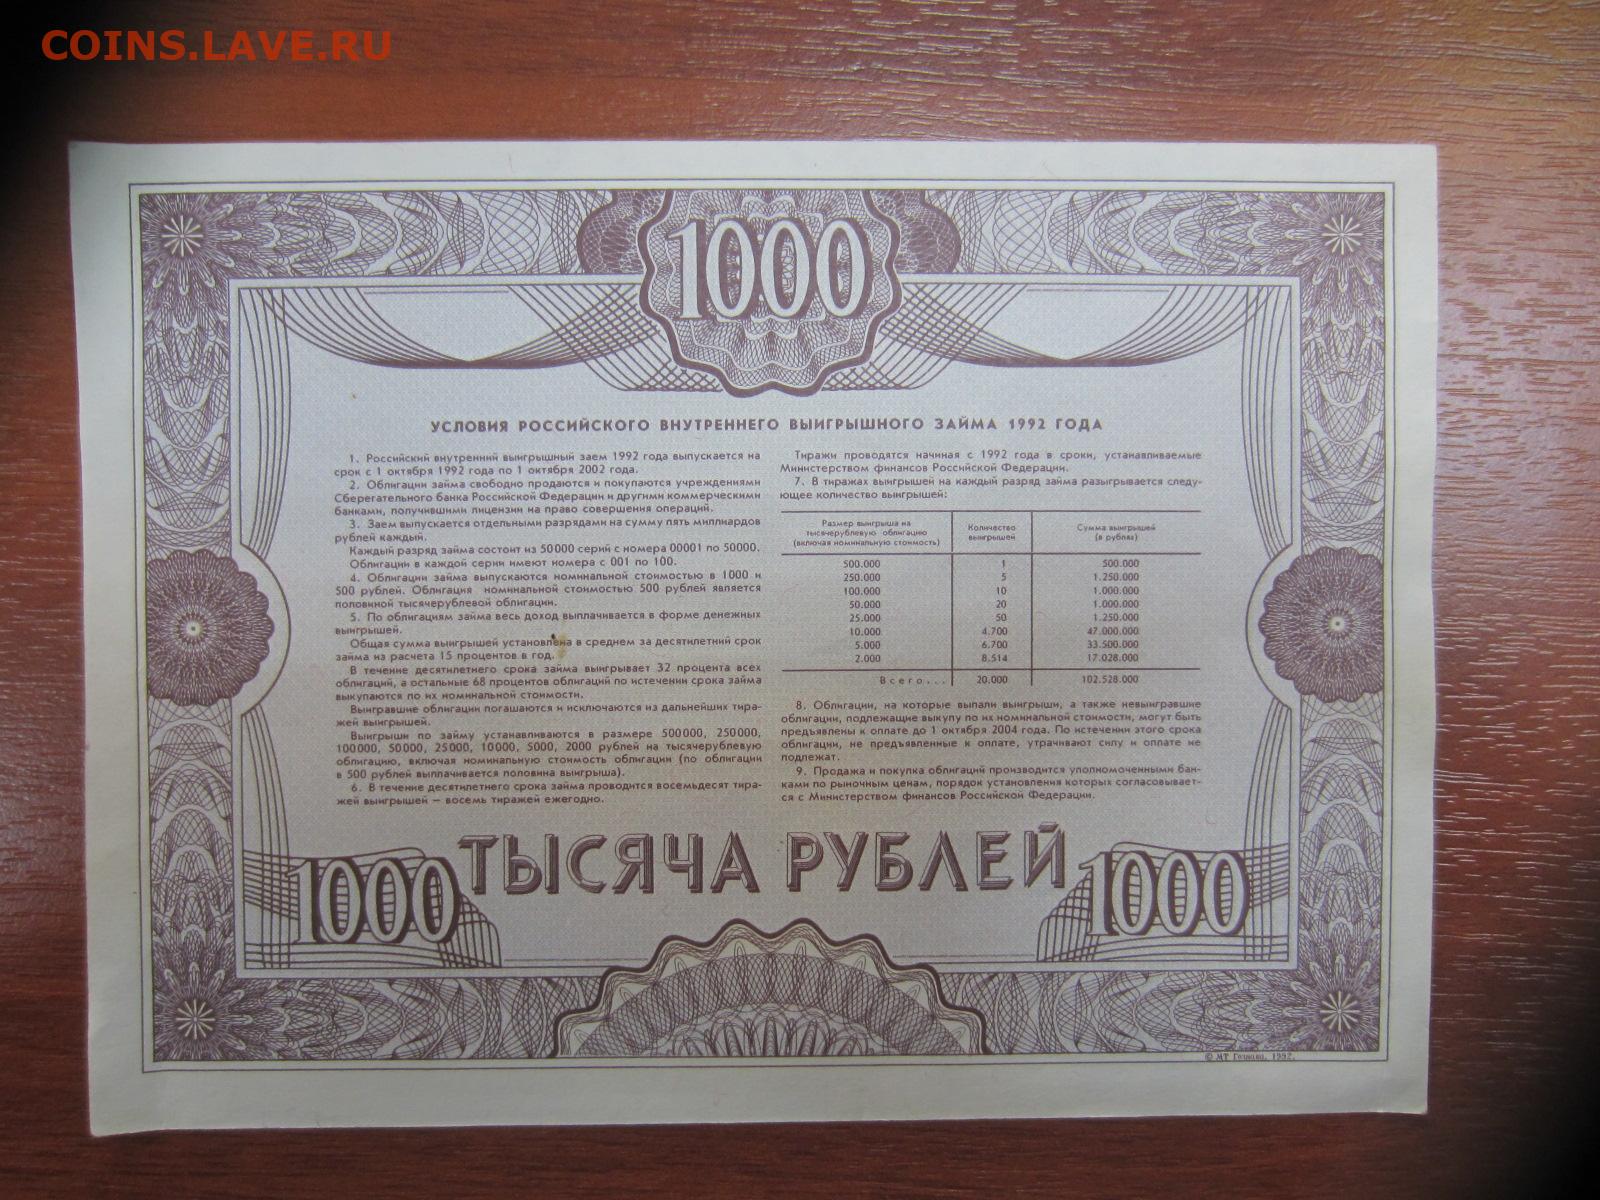 COINS.LAVE.RU
1000
УСЛОВИЯ РОССИЙСКОГО ВНУТРЕННЕГО ВЫИГРЫШНОГО ЗАЙМА 1992 ГОДА
1. Российский внутренний выигрышный заем 1992 года выпускается на
срок с 1 октября 1992 года по 1 октября 2002 года.
2. Облигации займа свободно продаются и покупаются учреждениями
Сберегательного банка Российской Федерации и другими коммерческими
банками, получившими лицензии на право совершения операций.
3. Заем выпускается отдельными разрядами на сумму пять миллиардов
рублей каждый.
Каждый разряд займа состоит из 50000 серий с номера 00001 по 50000.
Облигации в каждой серии имеют номера с 001 по 100.
4. Облигации займа выпускаются номинальной стоимостью в 1000 и
500 рублей. Облигация номинальной стоимостью 500 рублей является
половиной тысячерублевой облигации.
5. По облигациям займа весь доход выплачивается в форме денежных
выигрышей.
Общая сумма выигрышей установлена в среднем за десятилетний срок
займа из расчета 15 процентов в год.
В течение десятилетнего срока займа выигрывает 32 процента всех
облигаций, а остальные 68 процентов облигаций по истечении срока займа
выкупаются по их номинальной стоимости.
Выигравшие облигации погашаются и исключаются из дальнейших тира-
жей выигрышей.
Выигрыши по займу устанавливаются в размере 500000, 250000,
100000, 50000, 25000, 10000, 5000, 2000 рублей на тысячерублевую
облигацию, включая номинальную стоимость облигации (по облигации
в 500 рублей выплачивается половина выигрыша).
6. В течение десятилетнего срока займа проводится восемьдесят тира-
жей выигрышей — восемь тиражей ежегодно.
Тиражи проводятся начиная с 1992 года в сроки, устанавливаемые
Министерством финансов Российской Федерации.
7. В тиражах выигрышей на каждый разряд займа разыгрывается следу-
ющее количество выигрышей:
Размер выигрыша на Количество Сумма выигрышей
тысячерублевую облигацию выигрышей (в рублях)
(включая номинальную стоимость)
500.000 1 500.000
250.000 5 1.250.000
100.000 10 1.000.000
50.000 20 1.000.000
25.000 50 1.250.000
10.000 4.700 47.000.000
5.000 6.700 33.500.000
2.000 8.514 17.028.000
Всего... 20.000 102.528.000
8. Облигации, на которые выпали выигрыши, а также невыигравшие
облигации, подлежащие выкупу по их номинальной стоимости, могут быть
предъявлены к оплате до 1 октября 2004 года. По истечении этого срока
облигации, не предъявленные к оплате, утрачивают силу и оплате не
подлежат.
9. Продажа и покупка облигаций производится уполномоченными бан-
ками по рыночным ценам, порядок установления которых согласовывает-
ся с Министерством финансов Российской Федерации.
1000 ТЫСЯЧА РУБЛЕЙ 1000
© МТ Гознака. 1992.